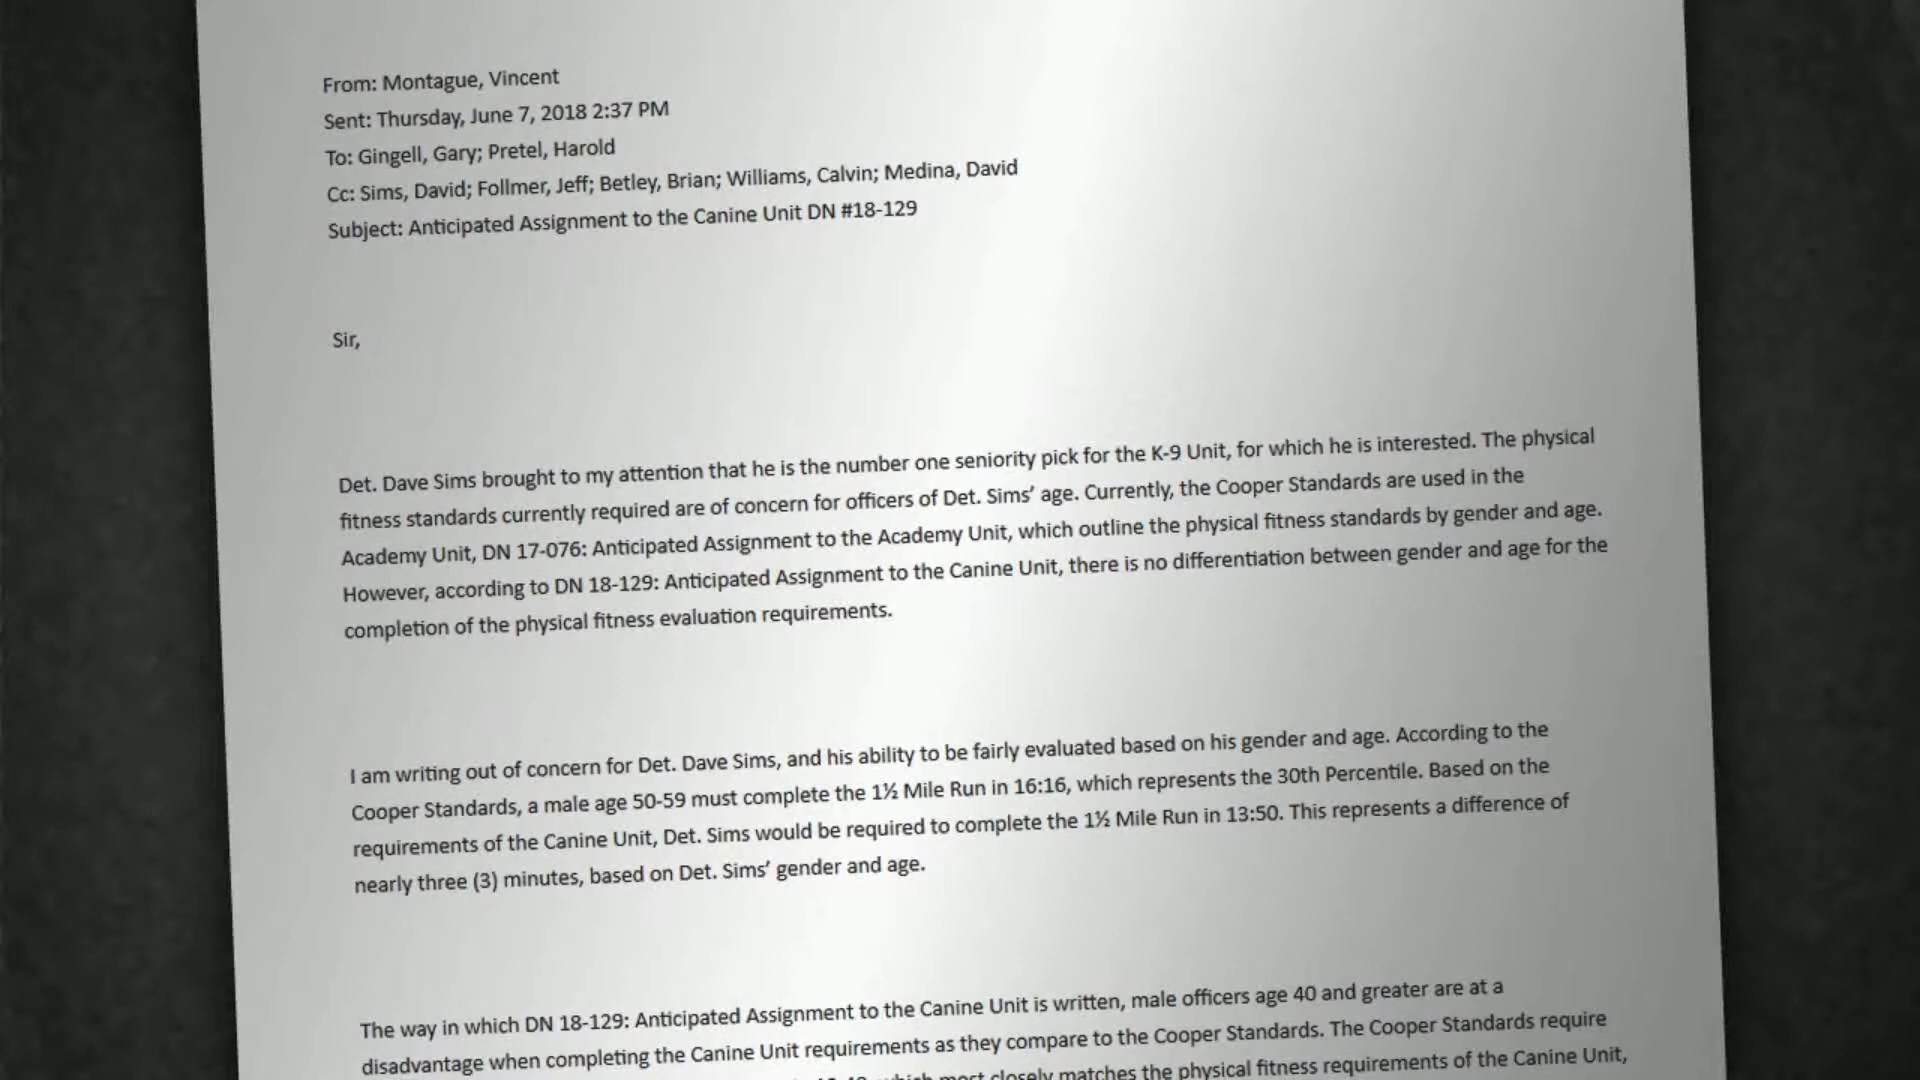 From: Montague, Vincent
Sent: Thursday, June 7, 2018 2:37 PM
To: Gingell, Gary; Pretel, Harold
Cc: Sims, David; Follmer, Jeff; Betley, Brian; Williams, Calvin; Medina, David
Subject: Anticipated Assignment to the Canine Unit DN #18-129
Sir,
Det. Dave Sims brought to my attention that he is the number one seniority pick for the K-9 Unit, for which he is interested. The physical
fitness standards currently required are of concern for officers of Det. Sims’ age. Currently, the Cooper Standards are used in the
Academy Unit, DN 17-076: Anticipated Assignment to the Academy Unit, which outline the physical fitness standards by gender and age.
However, according to DN 18-129: Anticipated Assignment to the Canine Unit, there is no differentiation between gender and age for the
completion of the physical fitness evaluation requirements.
I am writing out of concern for Det. Dave Sims, and his ability to be fairly evaluated based on his gender and age. According to the
Cooper Standards, a male age 50-59 must complete the 1½ Mile Run in 16:16, which represents the 30th Percentile. Based on the
requirements of the Canine Unit, Det. Sims would be required to complete the 1½ Mile Run in 13:50. This represents a difference of
nearly three (3) minutes, based on Det. Sims’ gender and age.
The way in which DN 18-129: Anticipated Assignment to the Canine Unit is written, male officers age 40 and greater are at a
disadvantage when completing the Canine Unit requirements as they compare to the Cooper Standards. The Cooper Standards require
which most closely matches the physical fitness requirements of the Canine Unit,